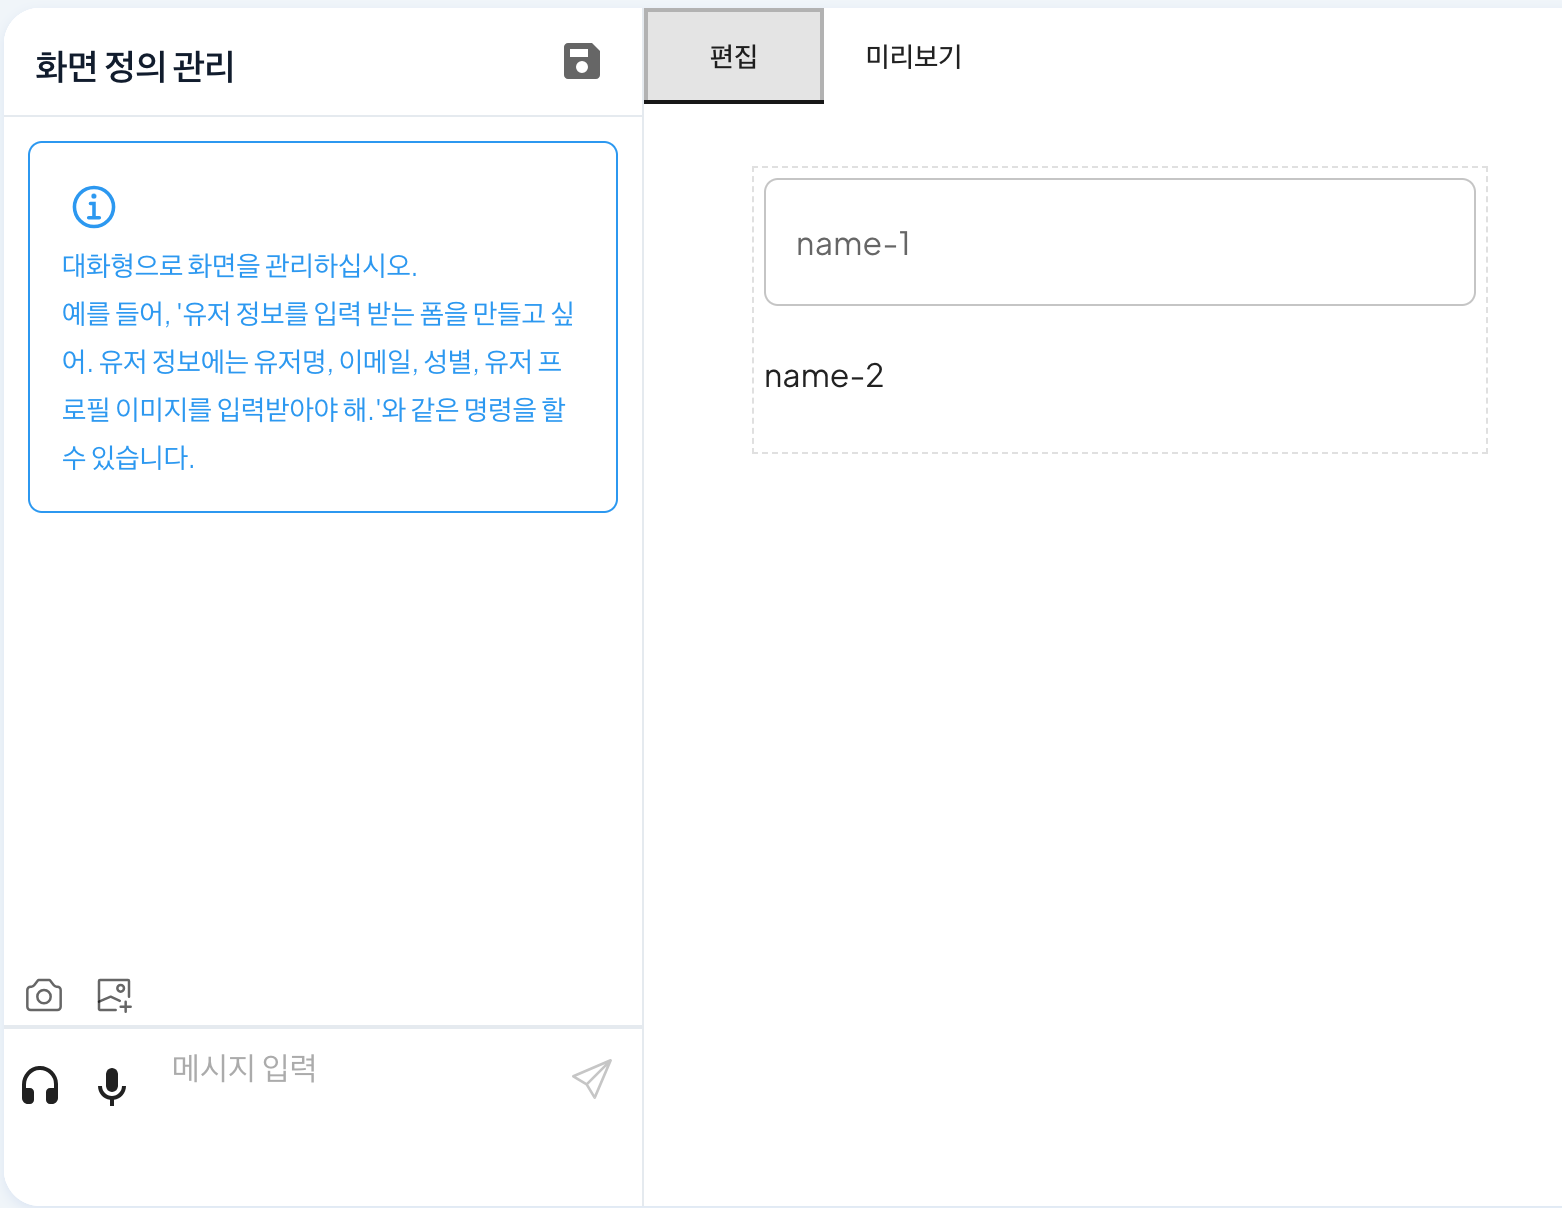 화면 정의 관리
편집
미리보기
대화형으로 화면을 관리하십시오.
예를 들어, '유저 정보를 입력 받는 폼을 만들고 싶
어. 유저 정보에는 유저명, 이메일, 성별, 유저 프
로필 이미지를 입력받아야 해.'와 같은 명령을 할
수 있습니다.
메시지 입력
name-1
name-2